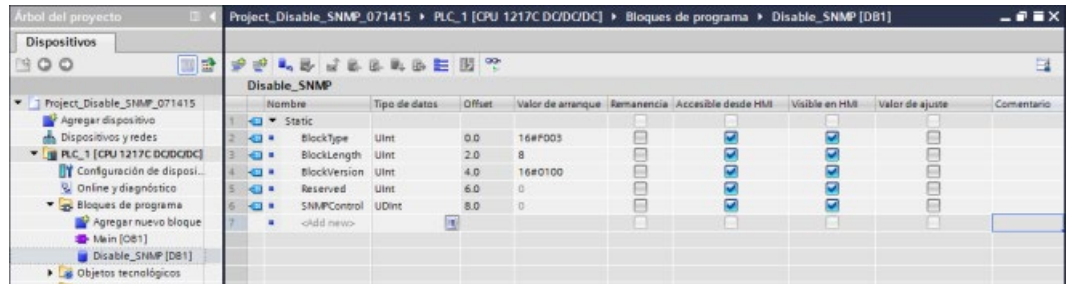 Árbol del proyecto
Project_Disable_SNMP_071415 ▸ PLC_1 [CPU 1217C DC/DC/DC] ▸ Bloques de programa ▸ Disable_SNMP [DB1]
Dispositivos
Disable_SNMP
Nombre Tipo de datos Offset Valor de arranque Remanencia Accesible desde HMI Visible en HMI Valor de ajuste Comentario
1 Static
2 BlockType UInt 0.0 16#F003
3 BlockLength UInt 2.0 8
4 BlockVersion UInt 4.0 16#0100
5 Reserved UInt 6.0 0
6 SNMPControl UDInt 8.0 0
7 <Add new>
Project_Disable_SNMP_071415
Agregar dispositivo
Dispositivos y redes
PLC_1 [CPU 1217C DC/DC/DC]
Configuración de disposi...
Online y diagnóstico
Bloques de programa
Agregar nuevo bloque
Main [OB1]
Disable_SNMP [DB1]
Objetos tecnológicos